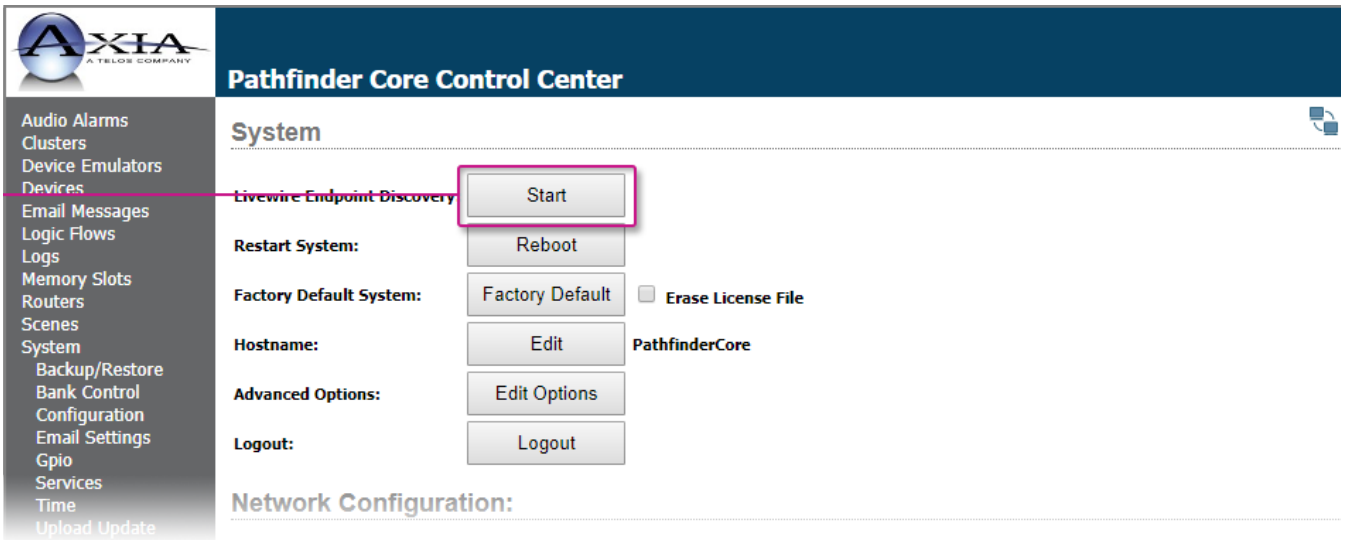 AXIA
A TELOS COMPANY
Pathfinder Core Control Center
Audio Alarms
Clusters
Device Emulators
Devices
Email Messages
Logic Flows
Logs
Memory Slots
Routers
Scenes
System
Backup/Restore
Bank Control
Configuration
Email Settings
Gpio
Services
Time
Upload Update
System
Livewire Endpoint Discovery Start
Restart System: Reboot
Factory Default System: Factory Default Erase License File
Hostname: Edit PathfinderCore
Advanced Options: Edit Options
Logout: Logout
Network Configuration: